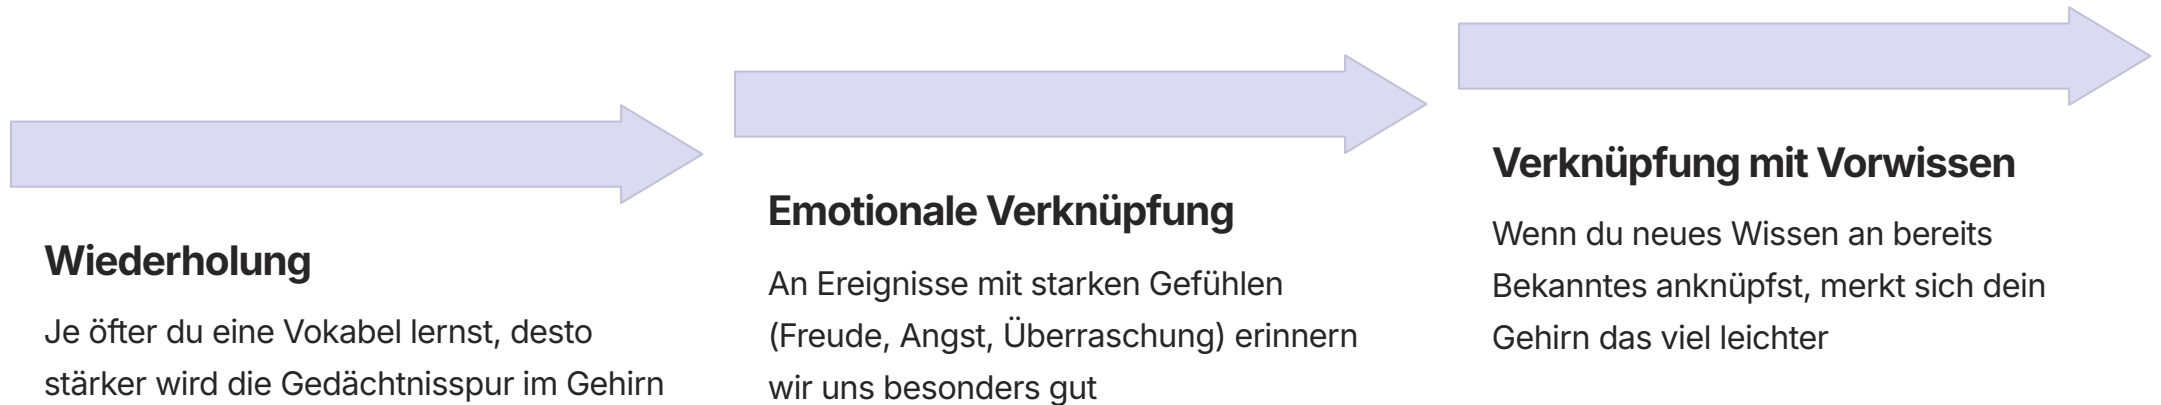 Wiederholung
Je öfter du eine Vokabel lernst, desto
stärker wird die Gedächtnisspur im Gehirn
Emotionale Verknüpfung
An Ereignisse mit starken Gefühlen
(Freude, Angst, Überraschung) erinnern
wir uns besonders gut
Verknüpfung mit Vorwissen
Wenn du neues Wissen an bereits
Bekanntes anknüpfst, merkt sich dein
Gehirn das viel leichter